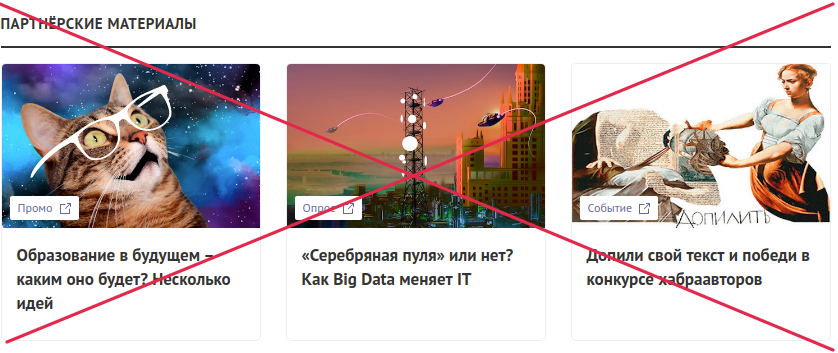 ПАРТНЁРСКИЕ МАТЕРИАЛЫ
Промо
Образование в будущем –
каким оно будет? Несколько
идей
Опрос
«Серебряная пуля» или нет?
Как Big Data меняет IT
ДОПИЛИТЬ
Событие
Допили свой текст и победи в
конкурсе хабраавторов